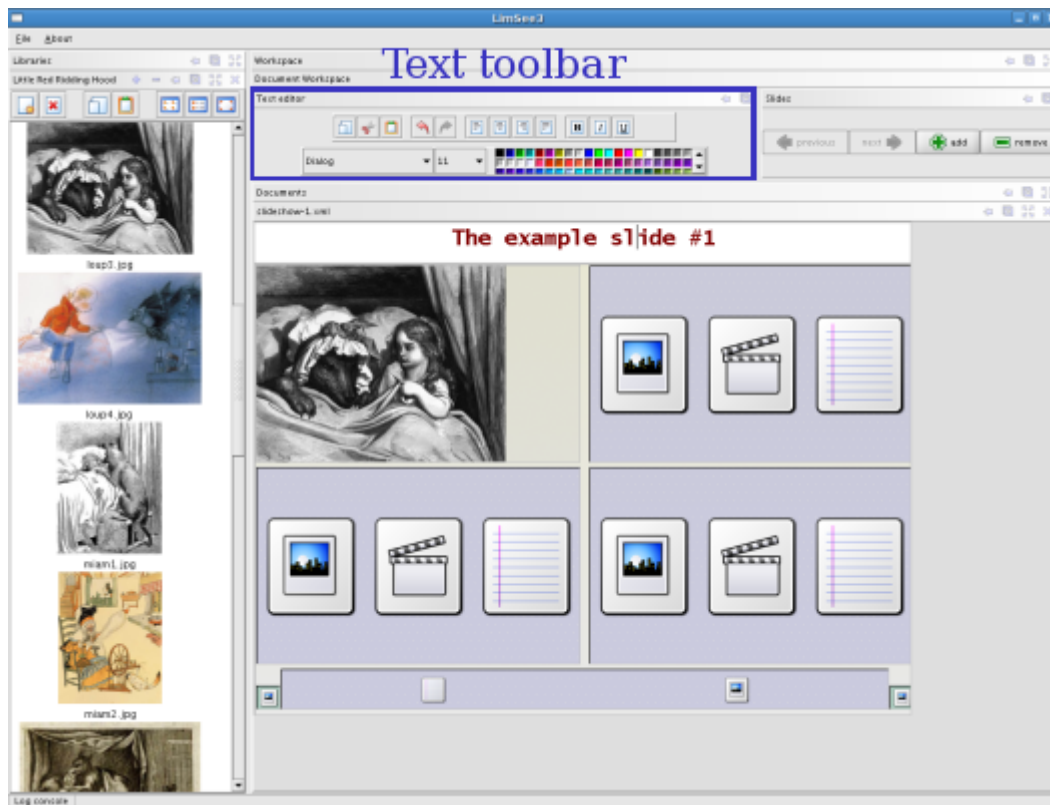 LimSee3
File About
Libraries
Workspace
Text toolbar
Little Red Ridding Hood
Document Workspace
Text editor
Slides
B I U
previous next add remove
Dialog 11
Documents
slideshow-1.xml
The example slide #1
loup3.jpg
loup4.jpg
miam1.jpg
miam2.jpg
Log console